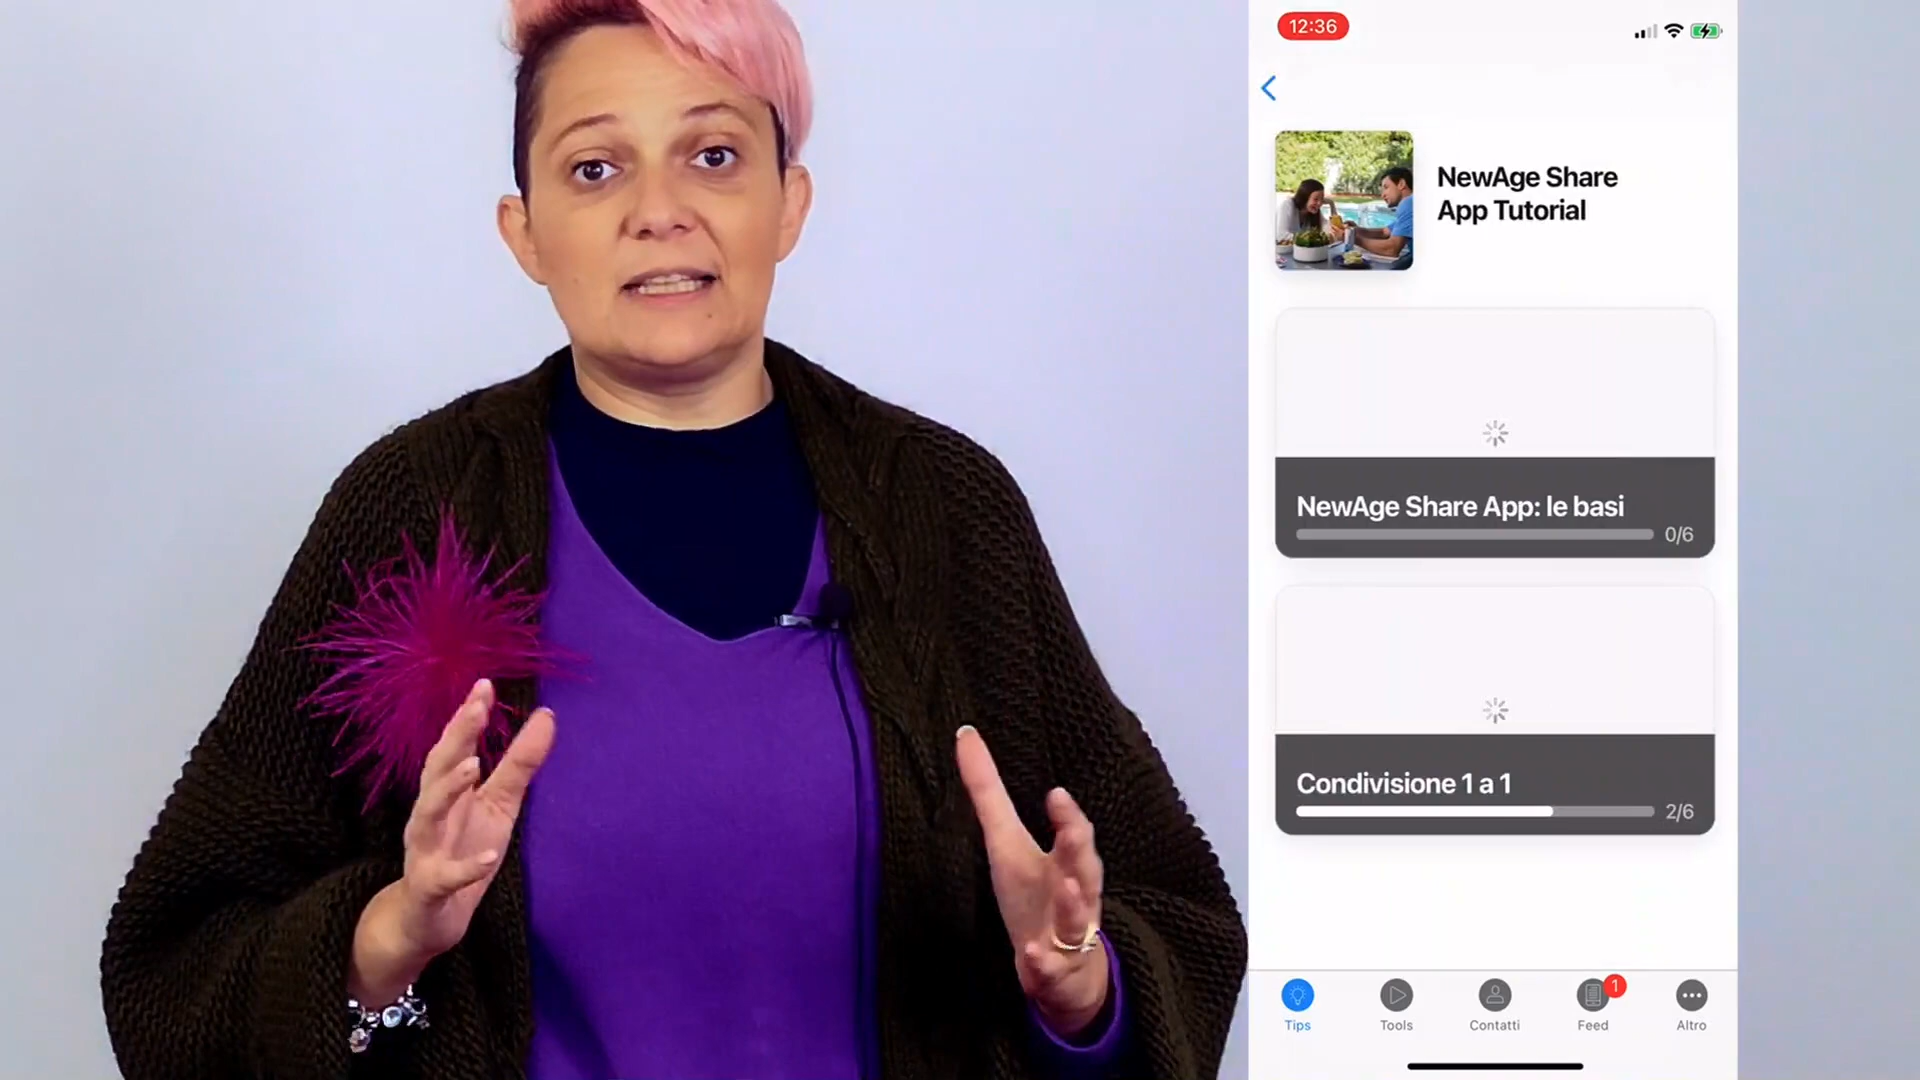 12:36
NewAge Share
App Tutorial
NewAge Share App: le basi
0/6
Condivisione 1 a 1
2/6
1
Tips
Tools
Contatti
Feed
Altro